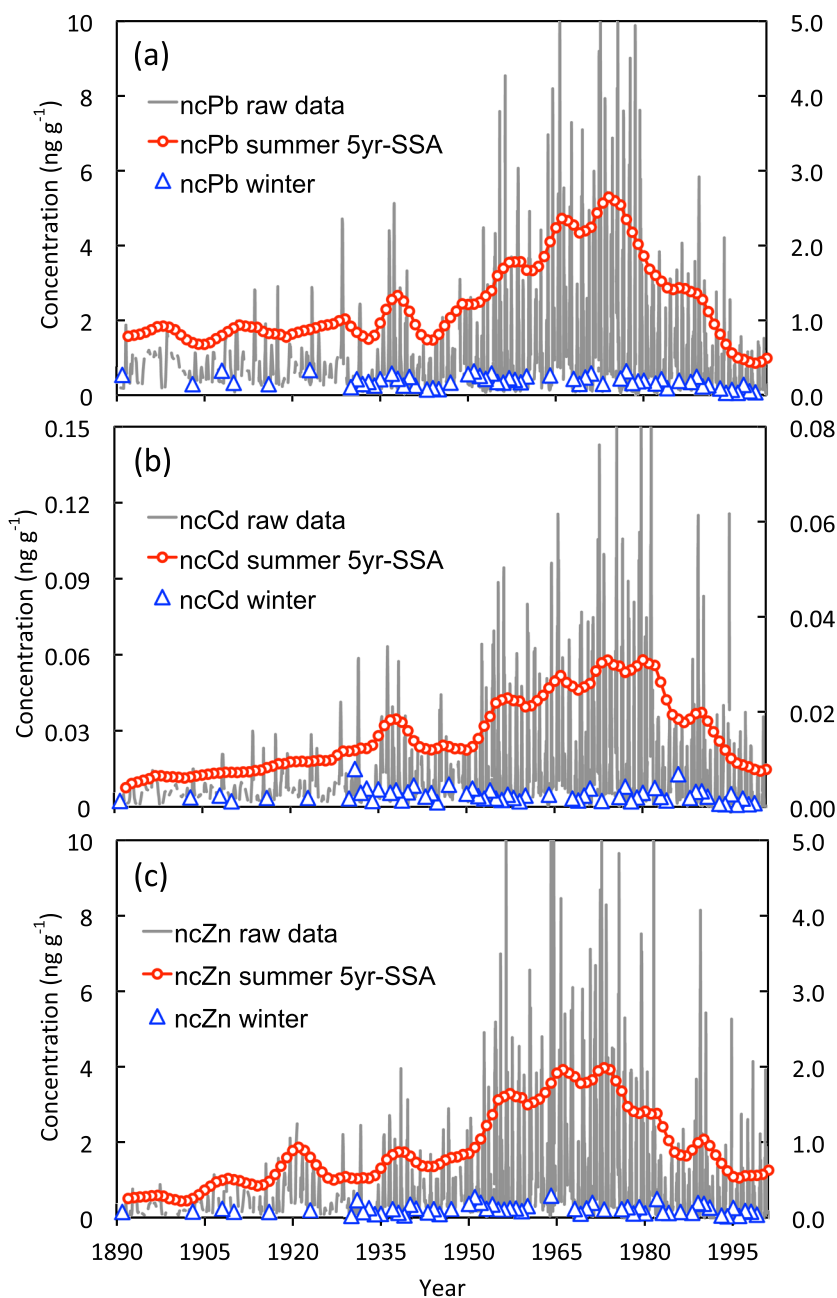 (a)
Concentration (ng g-1)
10
8
6
4
2
0
5.0
4.0
3.0
2.0
1.0
0.0
ncPb raw data
ncPb summer 5yr-SSA
ncPb winter
(b)
Concentration (ng g-1)
0.15
0.12
0.09
0.06
0.03
0
0.08
0.06
0.04
0.02
0.00
ncCd raw data
ncCd summer 5yr-SSA
ncCd winter
(c)
Concentration (ng g-1)
10
8
6
4
2
0
5.0
4.0
3.0
2.0
1.0
0.0
ncZn raw data
ncZn summer 5yr-SSA
ncZn winter
1890 1905 1920 1935 1950 1965 1980 1995
Year